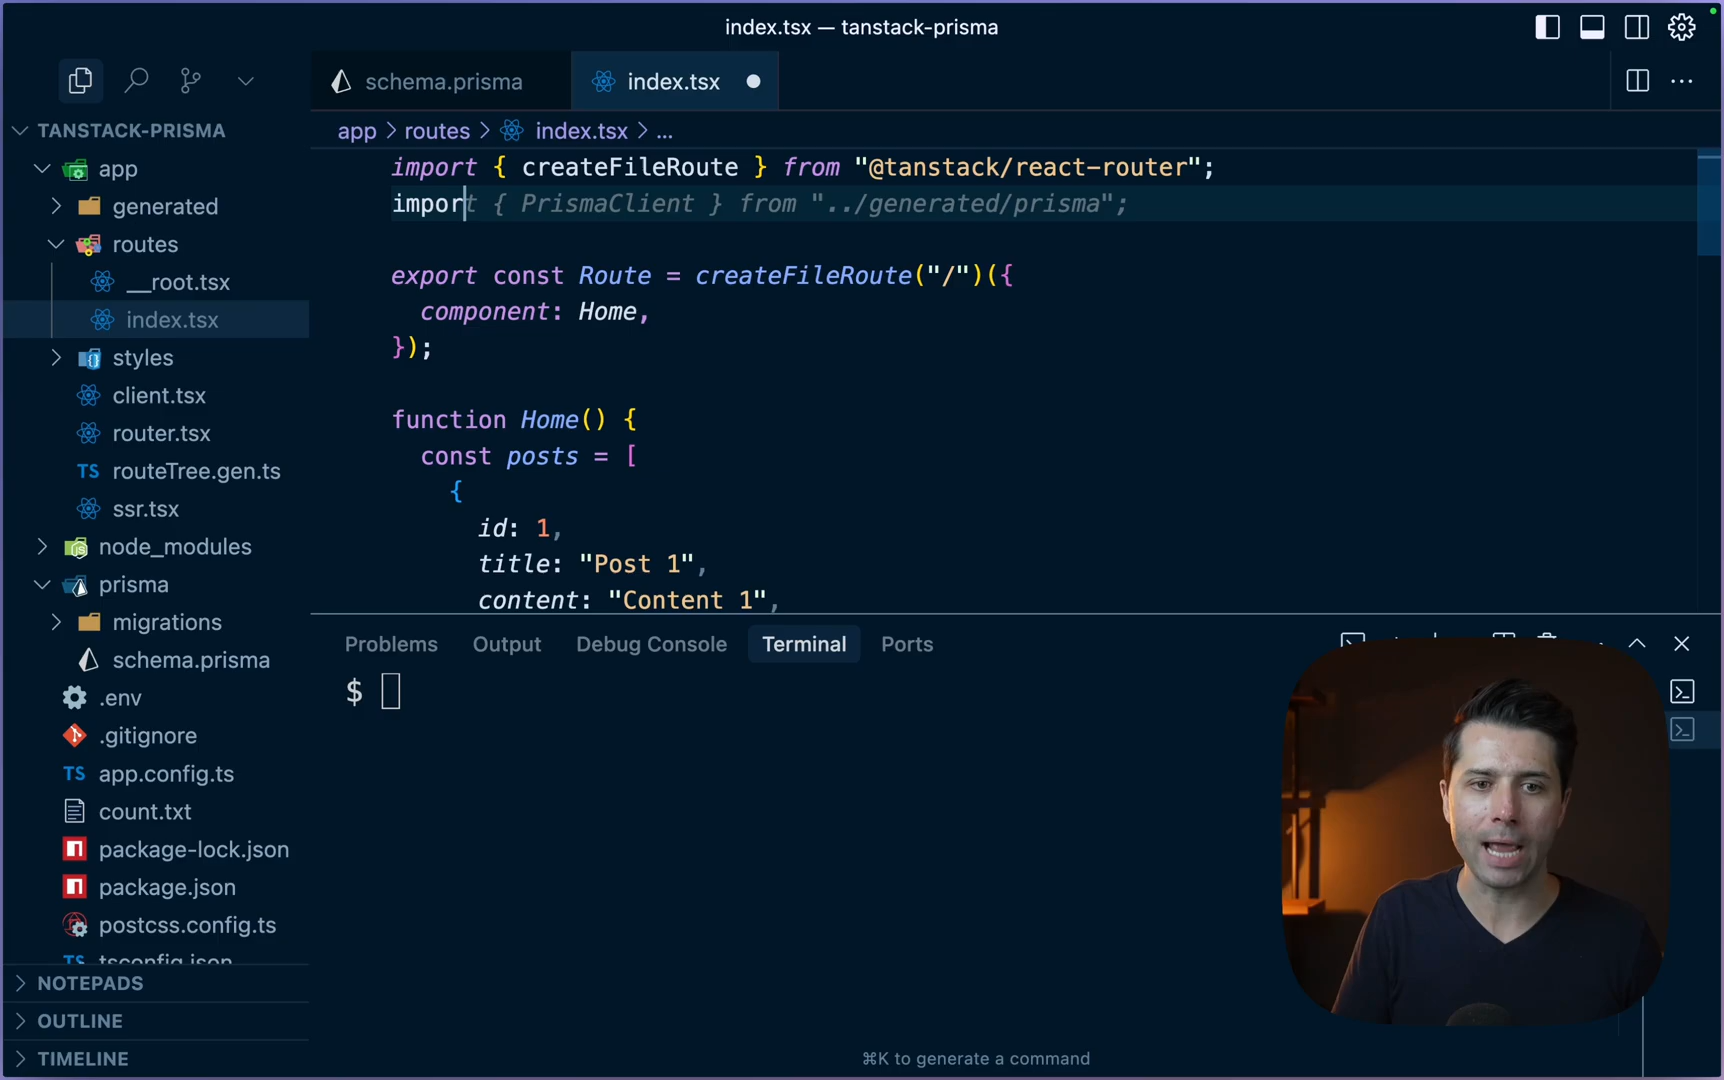 index.tsx — tanstack-prisma
schema.prisma
index.tsx
TANSTACK-PRISMA
app > routes > index.tsx > ...
app
generated
routes
__root.tsx
index.tsx
styles
client.tsx
router.tsx
TS routeTree.gen.ts
ssr.tsx
node_modules
prisma
migrations
schema.prisma
.env
.gitignore
TS app.config.ts
count.txt
package-lock.json
package.json
postcss.config.ts
TS tsconfig.json
NOTEPADS
OUTLINE
TIMELINE
import { createFileRoute } from "@tanstack/react-router";
import { PrismaClient } from "../generated/prisma";
export const Route = createFileRoute("/")({
component: Home,
});
function Home() {
const posts = [
{
id: 1,
title: "Post 1",
content: "Content 1",
Problems Output Debug Console Terminal Ports
$
⌘K to generate a command